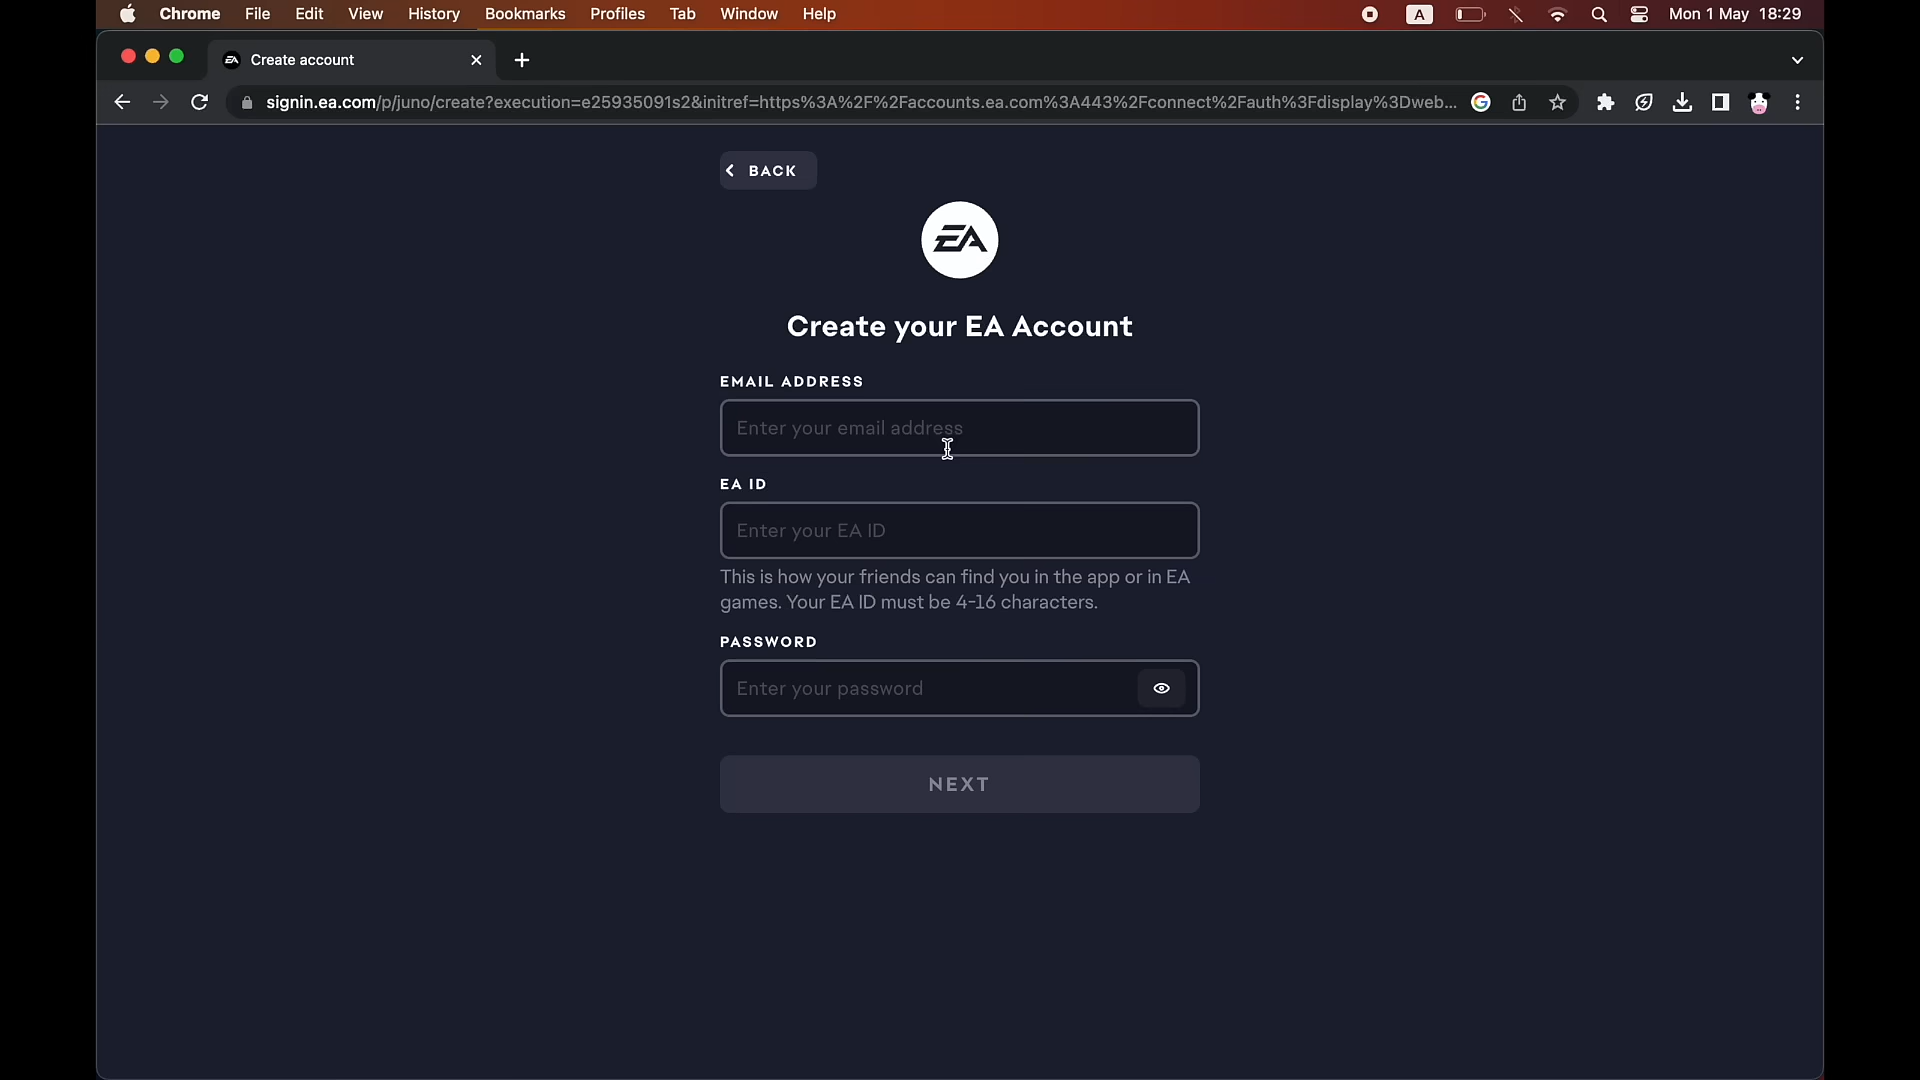 Chrome File Edit View History Bookmarks Profiles Tab Window Help A Mon 1 May 18:29
EA Create account
signin.ea.com/p/juno/create?execution=e25935091s2&initref=https%3A%2F%2Faccounts.ea.com%3A443%2Fconnect%2Fauth%3Fdisplay%3Dweb... G
BACK
EA
Create your EA Account
EMAIL ADDRESS
Enter your email address
EA ID
Enter your EA ID
This is how your friends can find you in the app or in EA
games. Your EA ID must be 4-16 characters.
PASSWORD
Enter your password
NEXT